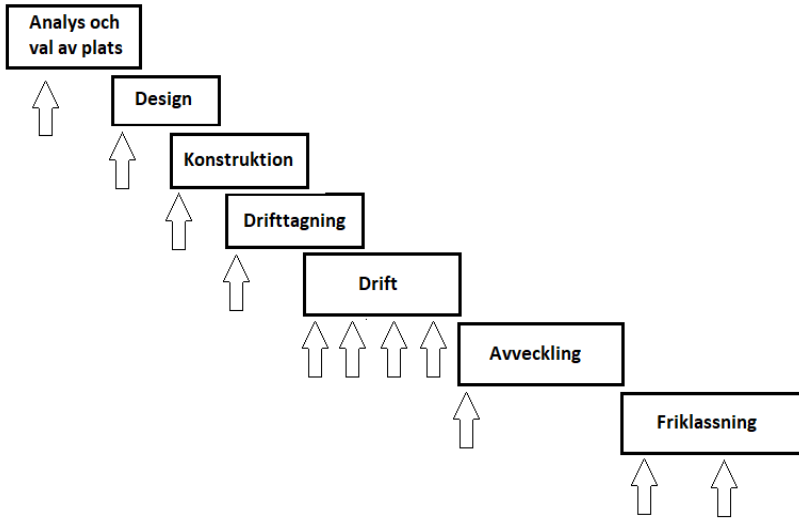 Analys och
val av plats
Design
Konstruktion
Drifttagning
Drift
Avveckling
Friklassning